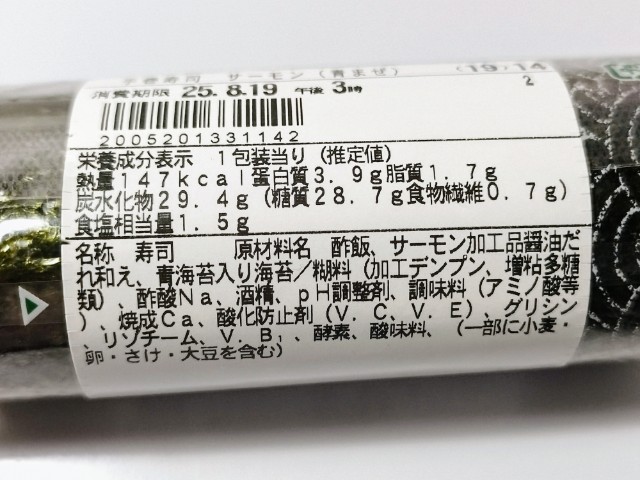 手巻寿司 サーモン(青まぜ) (19:14
消費期限 25.8.19 午後 3時
2
2005201331142
栄養成分表示 1包装当り(推定値)
熱量147kcal蛋白質3.9g脂質1.7g
炭水化物29.4g(糖質28.7g食物繊維0.7g)
食塩相当量1.5g
名称 寿司 原材料名 酢飯、サーモン加工品醤油だ
れ和え、青海苔入り海苔/糊料(加工デンプン、増粘多糖
類)、酢酸Na、酒精、pH調整剤、調味料(アミノ酸等
)、焼成Ca、酸化防止剤(V.C、V.E)、グリシン
、リゾチーム、V.B1、酵素、酸味料、(一部に小麦・
卵・さけ・大豆を含む)